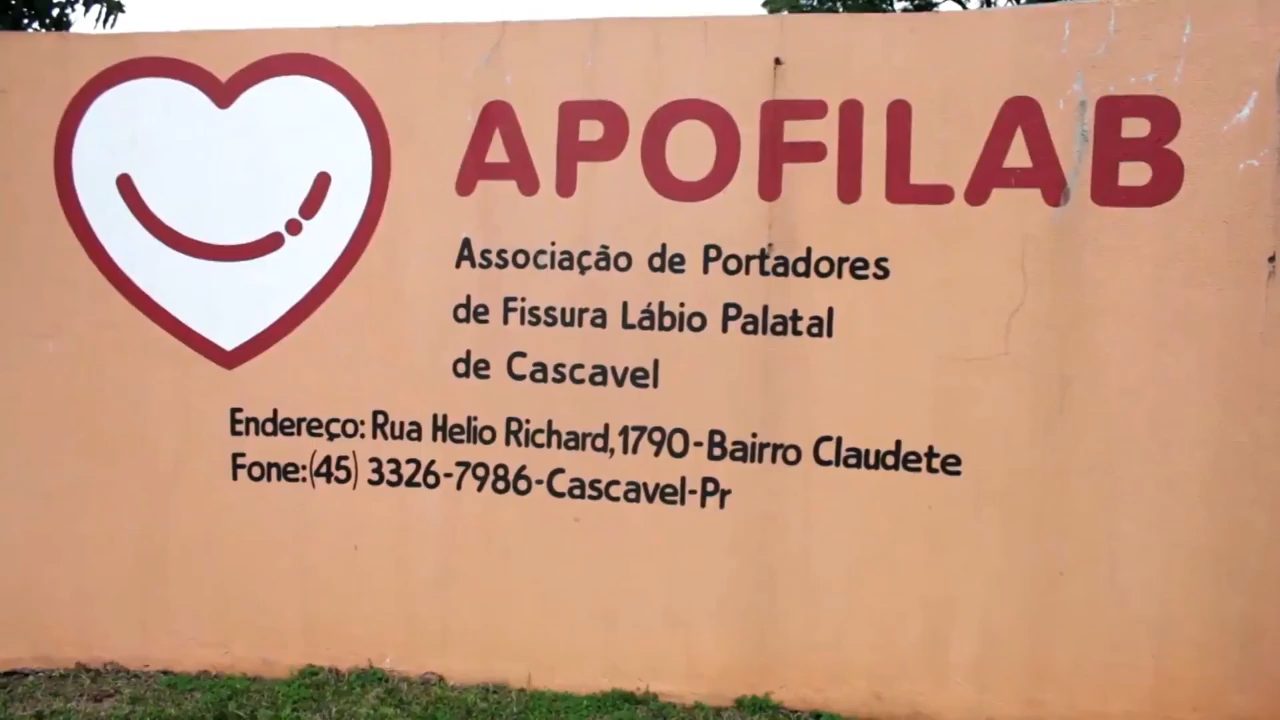 APOFILAB
Associação de Portadores
de Fissura Lábio Palatal
de Cascavel
Endereço: Rua Helio Richard, 1790-Bairro Claudete
Fone: (45) 3326-7986-Cascavel-Pr